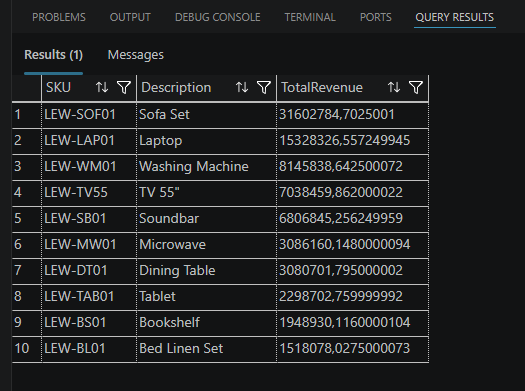 PROBLEMS OUTPUT DEBUG CONSOLE TERMINAL PORTS QUERY RESULTS
Results (1) Messages
SKU Description TotalRevenue
1 LEW-SOF01 Sofa Set 31602784,7025001
2 LEW-LAP01 Laptop 15328326,557249945
3 LEW-WM01 Washing Machine 8145838,642500072
4 LEW-TV55 TV 55" 7038459,862000022
5 LEW-SB01 Soundbar 6806845,256249959
6 LEW-MW01 Microwave 3086160,1480000094
7 LEW-DT01 Dining Table 3080701,795000002
8 LEW-TAB01 Tablet 2298702,759999992
9 LEW-BS01 Bookshelf 1948930,1160000104
10 LEW-BL01 Bed Linen Set 1518078,0275000073